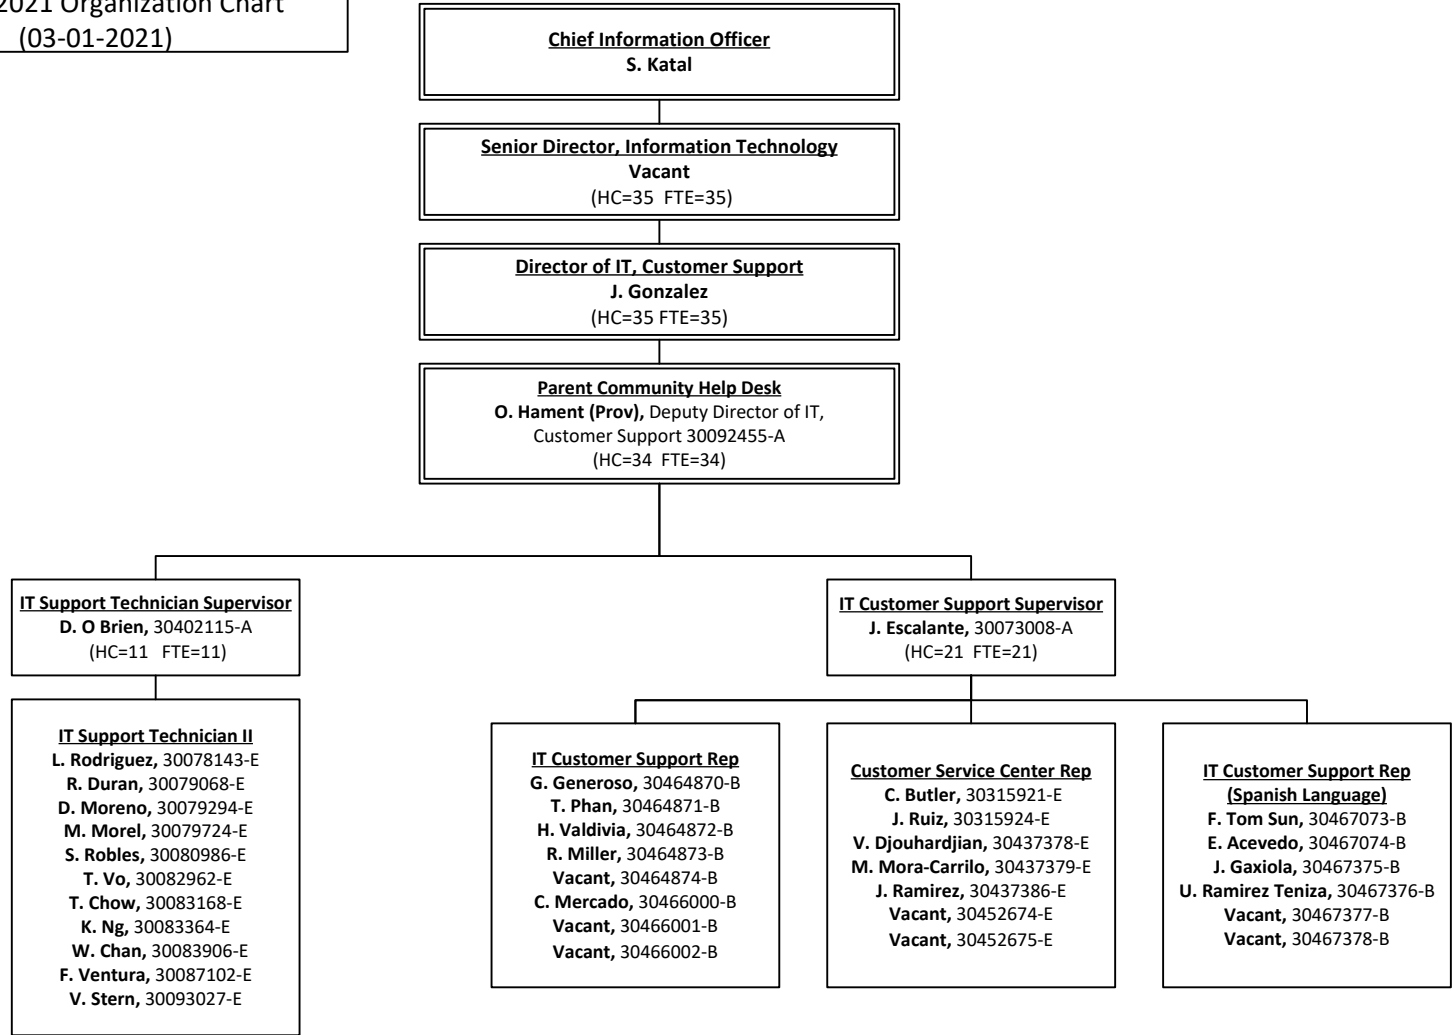 2021 Organization Chart
(03-01-2021)
Chief Information Officer
S. Katal
Senior Director, Information Technology
Vacant
(HC=35 FTE=35)
Director of IT, Customer Support
J. Gonzalez
(HC=35 FTE=35)
Parent Community Help Desk
O. Hament (Prov), Deputy Director of IT,
Customer Support 30092455-A
(HC=34 FTE=34)
IT Support Technician Supervisor
D. O Brien, 30402115-A
(HC=11 FTE=11)
IT Support Technician II
L. Rodriguez, 30078143-E
R. Duran, 30079068-E
D. Moreno, 30079294-E
M. Morel, 30079724-E
S. Robles, 30080986-E
T. Vo, 30082962-E
T. Chow, 30083168-E
K. Ng, 30083364-E
W. Chan, 30083906-E
F. Ventura, 30087102-E
V. Stern, 30093027-E
IT Customer Support Supervisor
J. Escalante, 30073008-A
(HC=21 FTE=21)
IT Customer Support Rep
G. Generoso, 30464870-B
T. Phan, 30464871-B
H. Valdivia, 30464872-B
R. Miller, 30464873-B
Vacant, 30464874-B
C. Mercado, 30466000-B
Vacant, 30466001-B
Vacant, 30466002-B
Customer Service Center Rep
C. Butler, 30315921-E
J. Ruiz, 30315924-E
V. Djouhardjian, 30437378-E
M. Mora-Carrilo, 30437379-E
J. Ramirez, 30437386-E
Vacant, 30452674-E
Vacant, 30452675-E
IT Customer Support Rep
(Spanish Language)
F. Tom Sun, 30467073-B
E. Acevedo, 30467074-B
J. Gaxiola, 30467375-B
U. Ramirez Teniza, 30467376-B
Vacant, 30467377-B
Vacant, 30467378-B